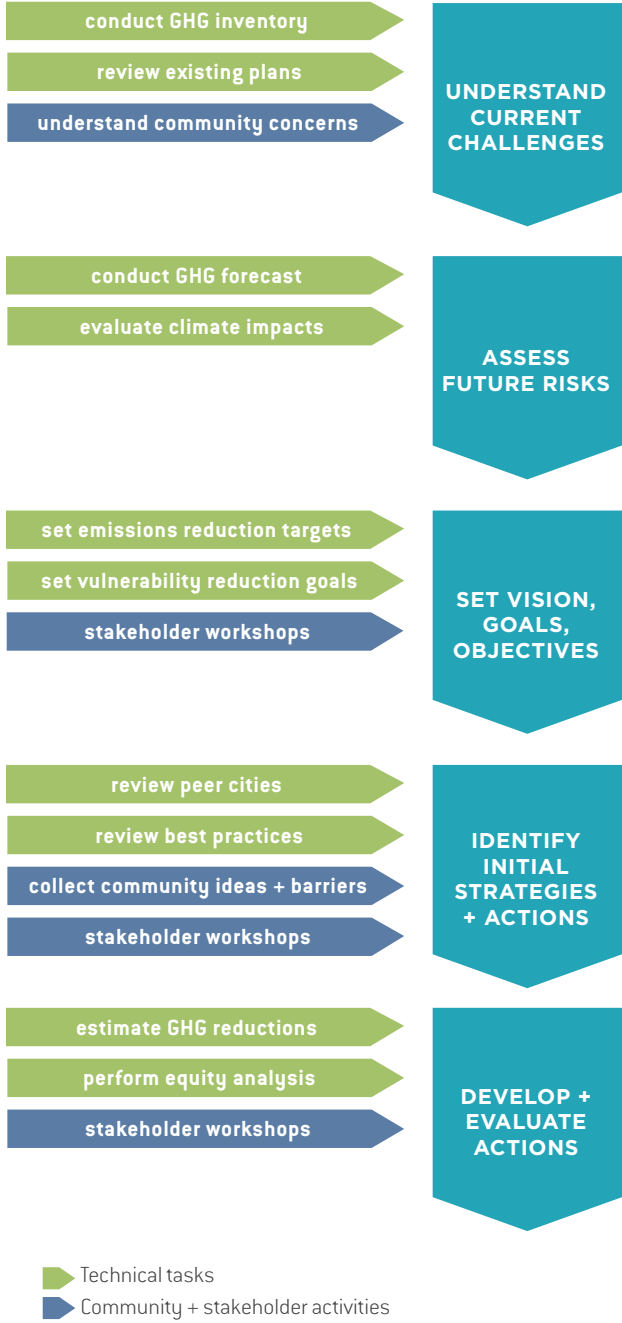 conduct GHG inventory
review existing plans
understand community concerns
UNDERSTAND
CURRENT
CHALLENGES
conduct GHG forecast
evaluate climate impacts
ASSESS
FUTURE RISKS
set emissions reduction targets
set vulnerability reduction goals
stakeholder workshops
SET VISION,
GOALS,
OBJECTIVES
review peer cities
review best practices
collect community ideas + barriers
stakeholder workshops
IDENTIFY
INITIAL
STRATEGIES
+ ACTIONS
estimate GHG reductions
perform equity analysis
stakeholder workshops
DEVELOP +
EVALUATE
ACTIONS
Technical tasks
Community + stakeholder activities